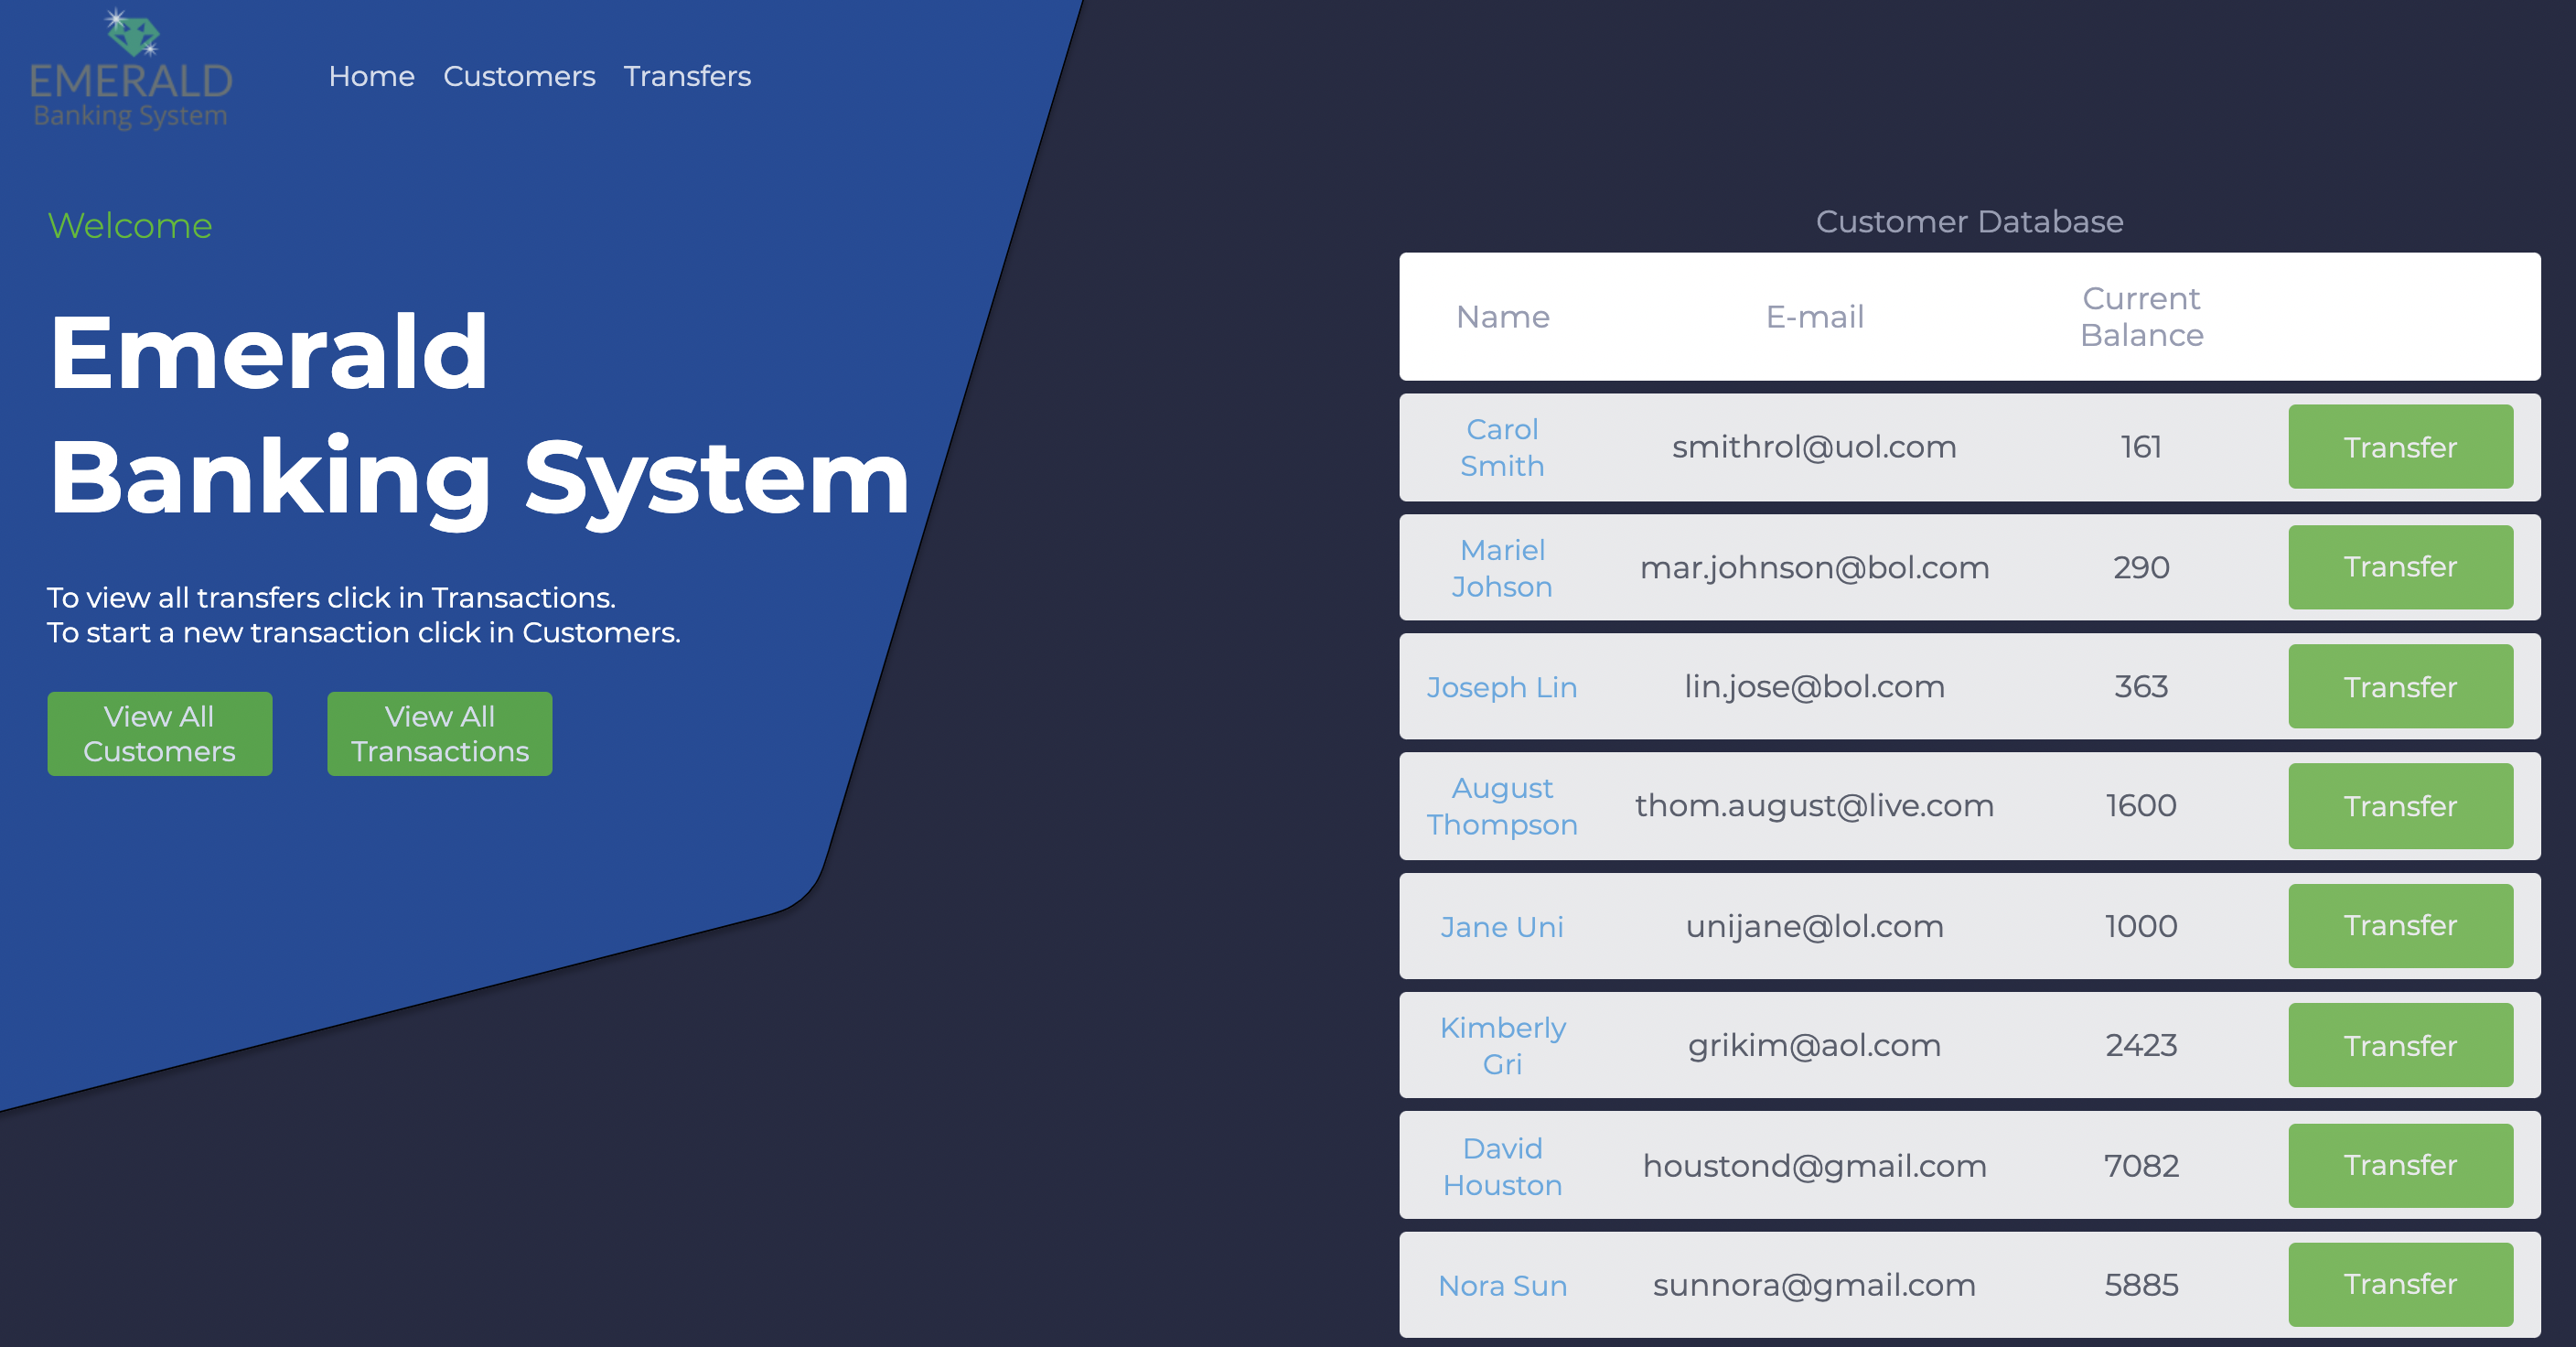 EMERALD
Banking System
Home Customers Transfers
Welcome
Emerald
Banking System
To view all transfers click in Transactions.
To start a new transaction click in Customers.
View All
Customers
View All
Transactions
Customer Database
Name E-mail Current
Balance
Carol
Smith smithrol@uol.com 161 Transfer
Mariel
Johson mar.johnson@bol.com 290 Transfer
Joseph Lin lin.jose@bol.com 363 Transfer
August
Thompson thom.august@live.com 1600 Transfer
Jane Uni unijane@lol.com 1000 Transfer
Kimberly
Gri grikim@aol.com 2423 Transfer
David
Houston houstond@gmail.com 7082 Transfer
Nora Sun sunnora@gmail.com 5885 Transfer